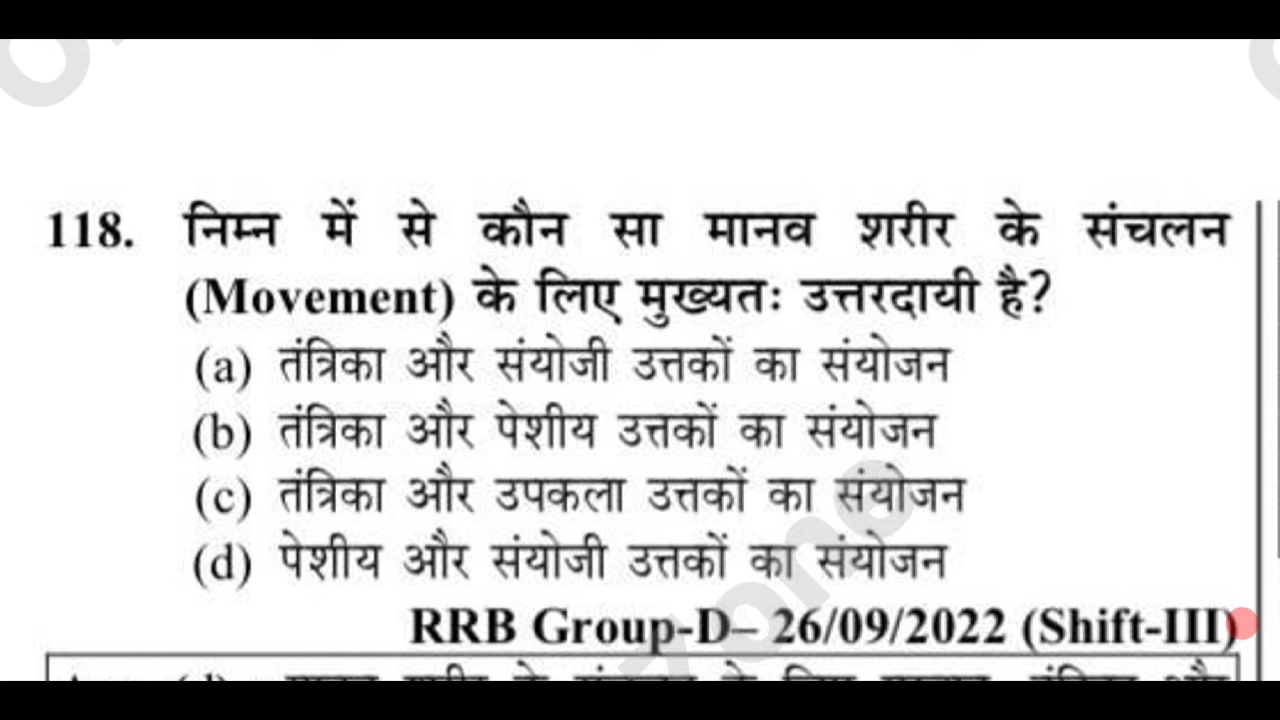 118. निम्न में से कौन सा मानव शरीर के संचलन
(Movement) के लिए मुख्यतः उत्तरदायी है?
(a) तंत्रिका और संयोजी उत्तकों का संयोजन
(b) तंत्रिका और पेशीय उत्तकों का संयोजन
(c) तंत्रिका और उपकला उत्तकों का संयोजन
(d) पेशीय और संयोजी उत्तकों का संयोजन
RRB Group-D– 26/09/2022 (Shift-III)
zone